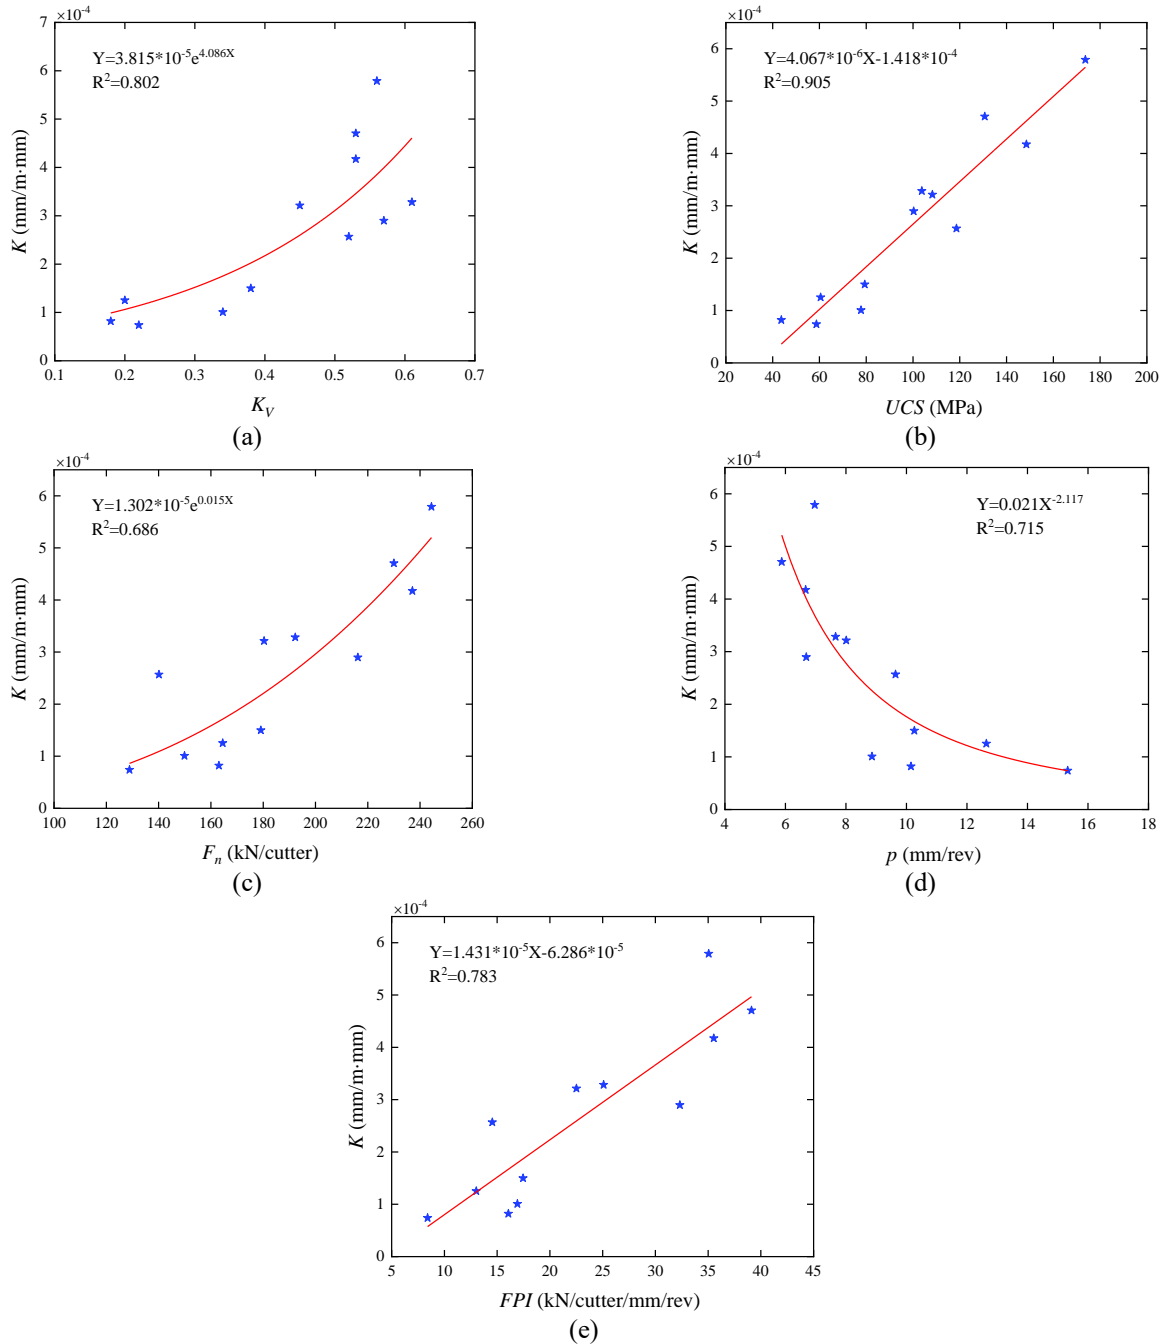 ×10⁻⁴
Y=3.815*10⁻⁵e⁴·⁰⁸⁶ˣ
R²=0.802
7
6
5
4
3
2
1
0
K (mm/m·mm)
0.1 0.2 0.3 0.4 0.5 0.6 0.7
K_V
(a)
×10⁻⁴
Y=4.067*10⁻⁶X-1.418*10⁻⁴
R²=0.905
6
5
4
3
2
1
0
K (mm/m·mm)
20 40 60 80 100 120 140 160 180 200
UCS (MPa)
(b)
×10⁻⁴
Y=1.302*10⁻⁵e⁰·⁰¹⁵ˣ
R²=0.686
6
5
4
3
2
1
0
K (mm/m·mm)
100 120 140 160 180 200 220 240 260
F_n (kN/cutter)
(c)
×10⁻⁴
Y=0.021X⁻²·¹¹⁷
R²=0.715
6
5
4
3
2
1
0
K (mm/m·mm)
4 6 8 10 12 14 16 18
p (mm/rev)
(d)
×10⁻⁴
Y=1.431*10⁻⁵X-6.286*10⁻⁵
R²=0.783
6
5
4
3
2
1
0
K (mm/m·mm)
5 10 15 20 25 30 35 40 45
FPI (kN/cutter/mm/rev)
(e)